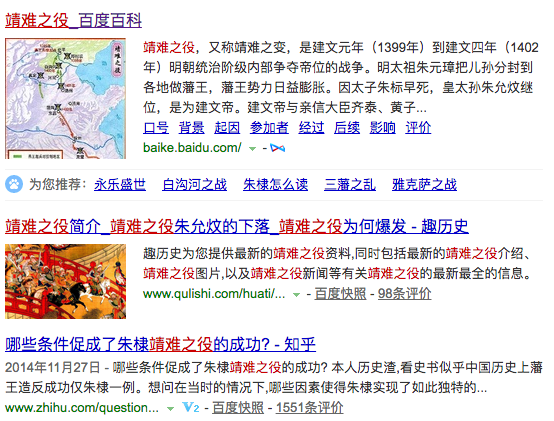 靖难之役_百度百科
靖难之役
靖难之役，又称靖难之变，是建文元年（1399年）到建文四年（1402
年）明朝统治阶级内部争夺帝位的战争。明太祖朱元璋把儿孙分封到
各地做藩王，藩王势力日益膨胀。因太子朱标早死，皇太孙朱允炆继
位，是为建文帝。建文帝与亲信大臣齐泰、黄子...
口号 背景 起因 参加者 经过 后续 影响 评价
baike.baidu.com/ -
为您推荐： 永乐盛世 白沟河之战 朱棣怎么读 三藩之乱 雅克萨之战
靖难之役简介_靖难之役朱允炆的下落_靖难之役为何爆发 - 趣历史
趣历史为您提供最新的靖难之役资料,同时包括最新的靖难之役介绍、
靖难之役图片,以及靖难之役新闻等有关靖难之役的最新最全的信息。
www.qulishi.com/huati/... - 百度快照 - 98条评价
哪些条件促成了朱棣靖难之役的成功? - 知乎
2014年11月27日 - 哪些条件促成了朱棣靖难之役的成功? 本人历史渣,看史书似乎中国历史上藩
王造反成功仅朱棣一例。想问在当时的情况下,哪些因素使得朱棣实现了如此独特的...
www.zhihu.com/question... V2 - 百度快照 - 1551条评价